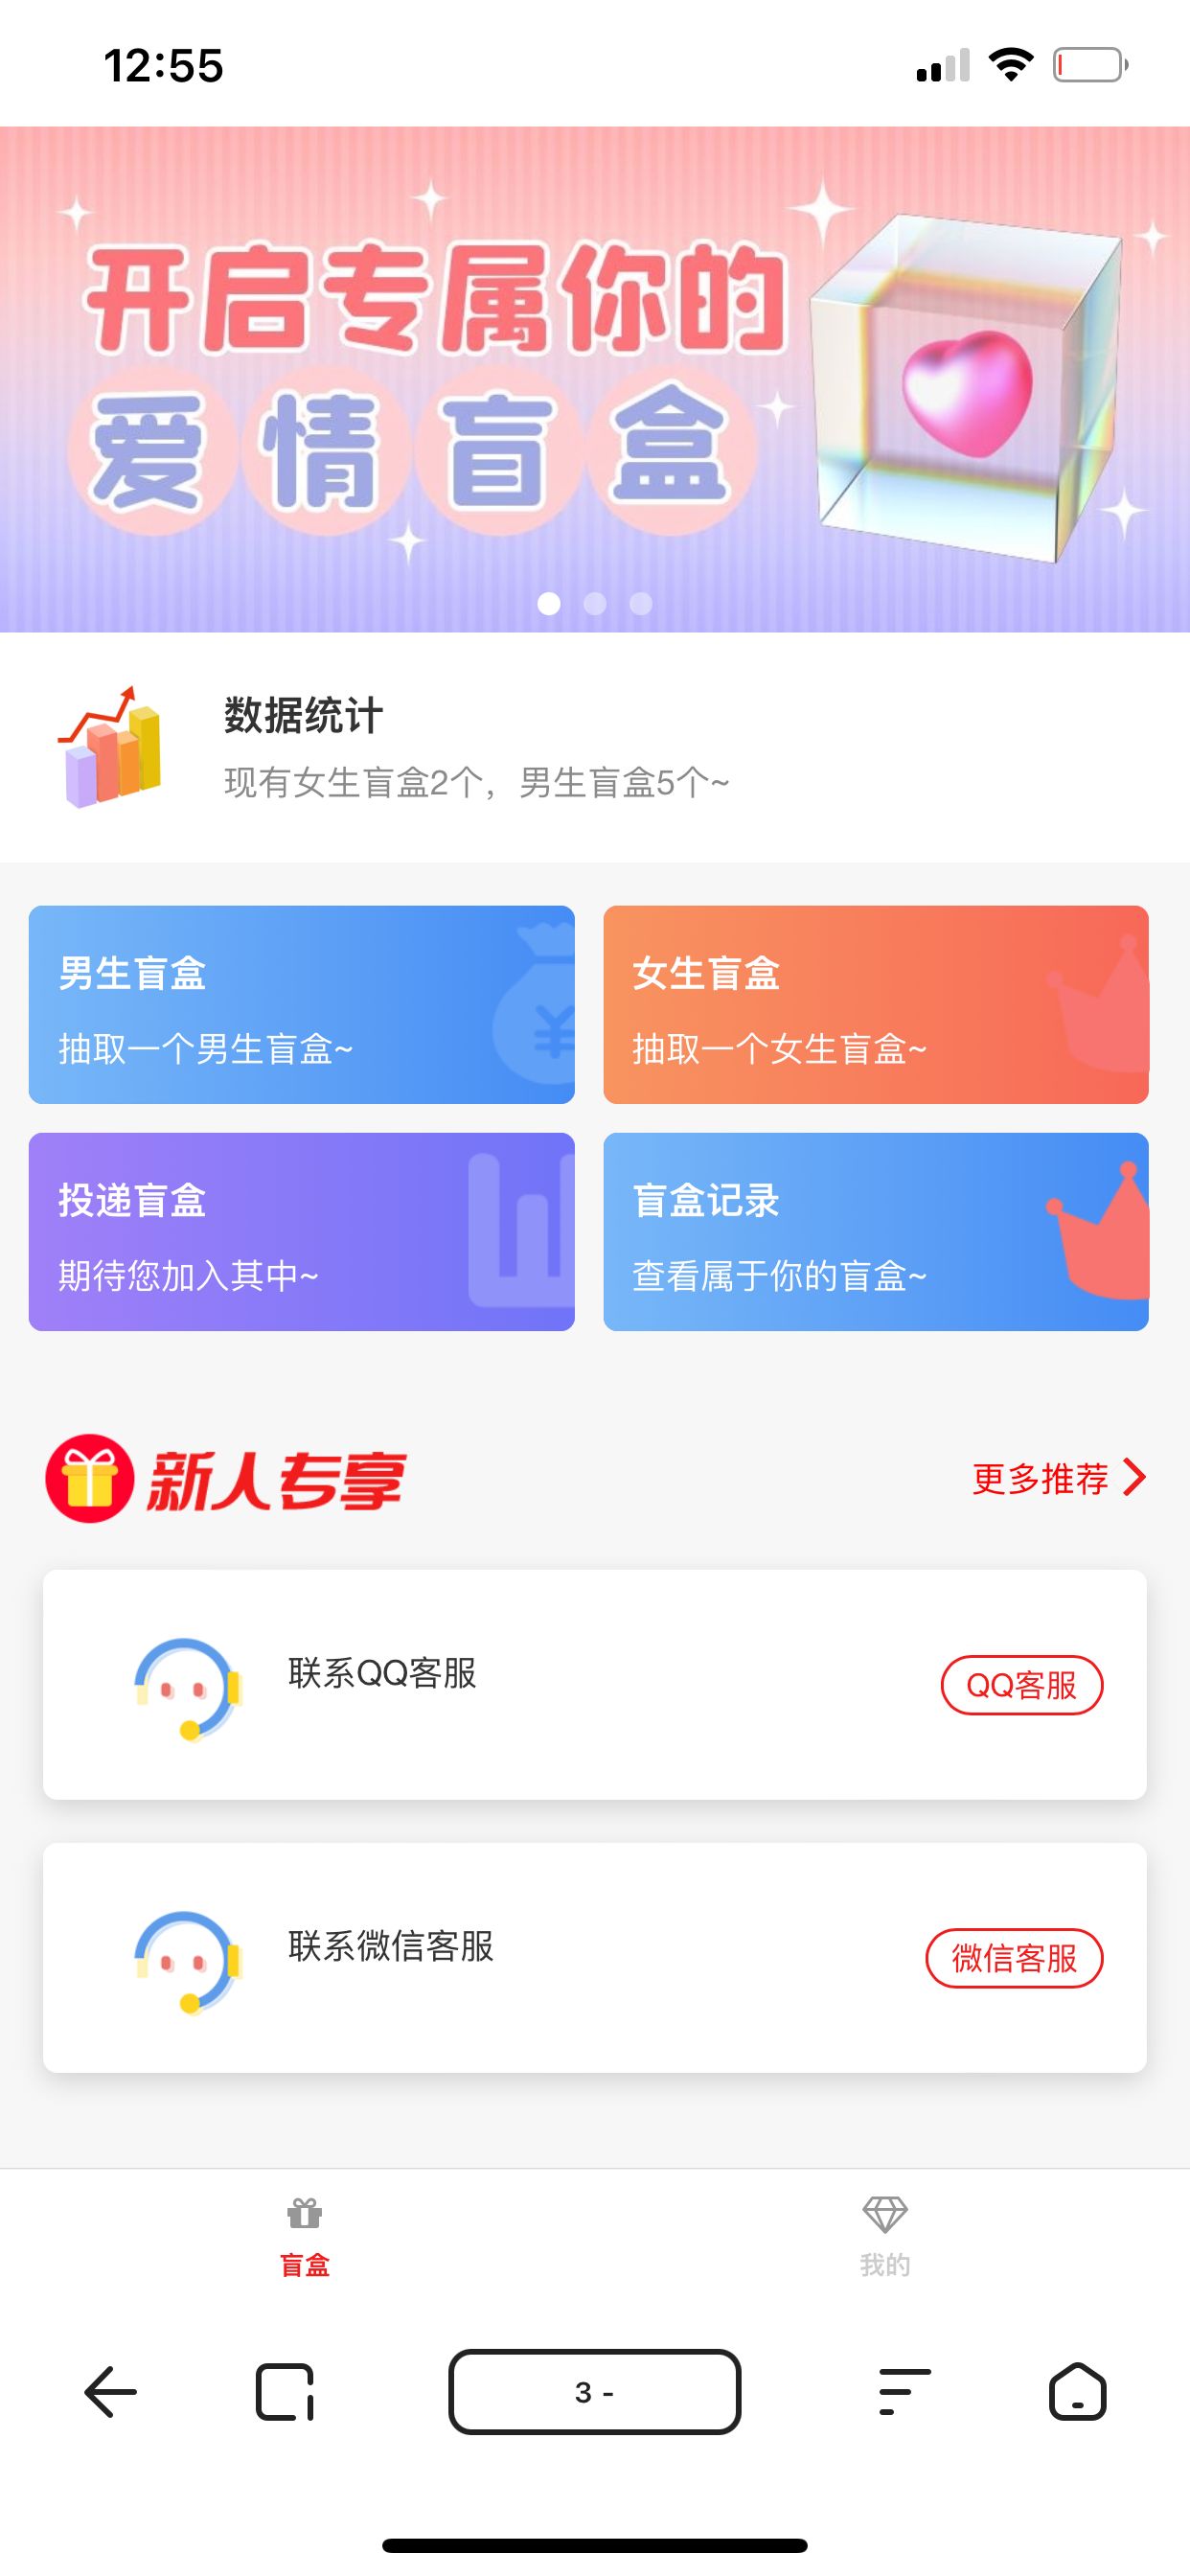 12:55
开启专属你的
爱情盲盒
数据统计
现有女生盲盒2个，男生盲盒5个~
男生盲盒
抽取一个男生盲盒~
女生盲盒
抽取一个女生盲盒~
投递盲盒
期待您加入其中~
盲盒记录
查看属于你的盲盒~
新人专享
更多推荐
联系QQ客服
QQ客服
联系微信客服
微信客服
盲盒
我的
3 -